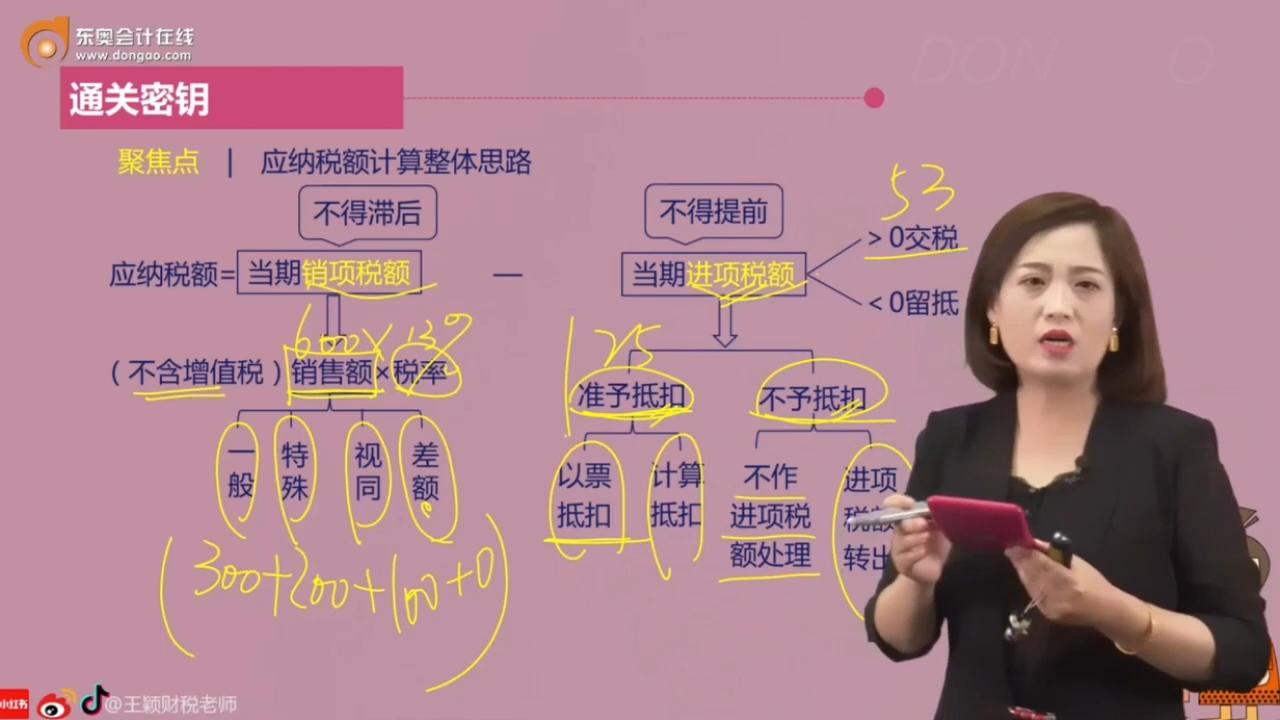 东奥会计在线
www.dongao.com
DON O
通关密钥
聚焦点 | 应纳税额计算整体思路
不得滞后 不得提前
53
>0交税
应纳税额=当期销项税额 — 当期进项税额
<0留抵
600×13%
25
(不含增值税)销售额×税率
准予抵扣 不予抵扣
一般 特殊 视同 差额
以票抵扣 计算抵扣 不作进项税额处理 进项税额转出
(300+200+100+0)
小红书 @王颖财税老师